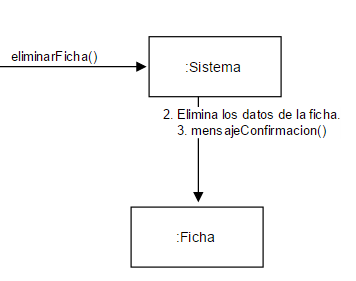 eliminarFicha()
:Sistema
2. Elimina los datos de la ficha.
3. mensajeConfirmacion()
:Ficha